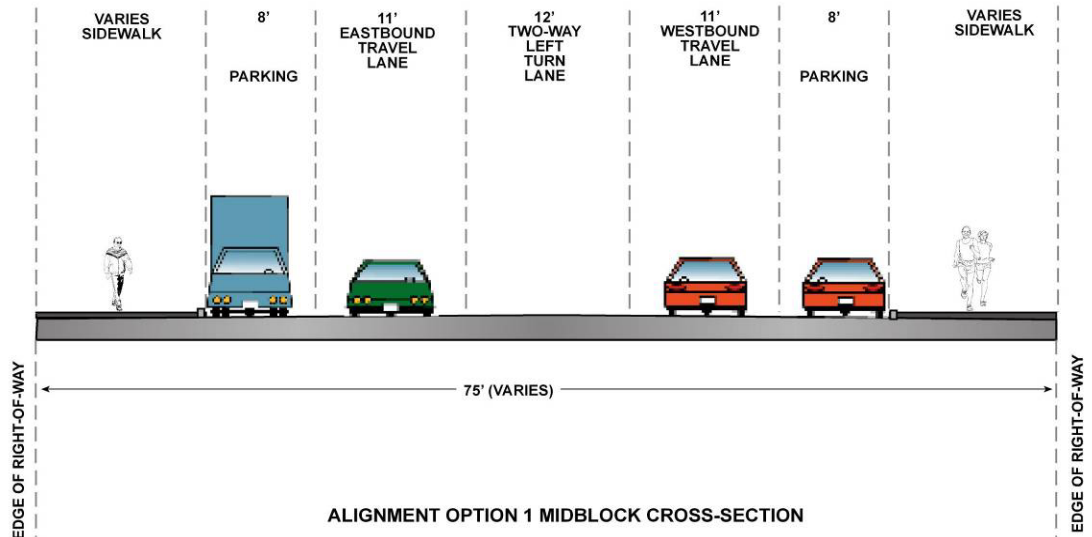 VARIES
SIDEWALK
8'
PARKING
11'
EASTBOUND
TRAVEL
LANE
12'
TWO-WAY
LEFT
TURN
LANE
11'
WESTBOUND
TRAVEL
LANE
8'
PARKING
VARIES
SIDEWALK
EDGE OF RIGHT-OF-WAY
75' (VARIES)
EDGE OF RIGHT-OF-WAY
ALIGNMENT OPTION 1 MIDBLOCK CROSS-SECTION